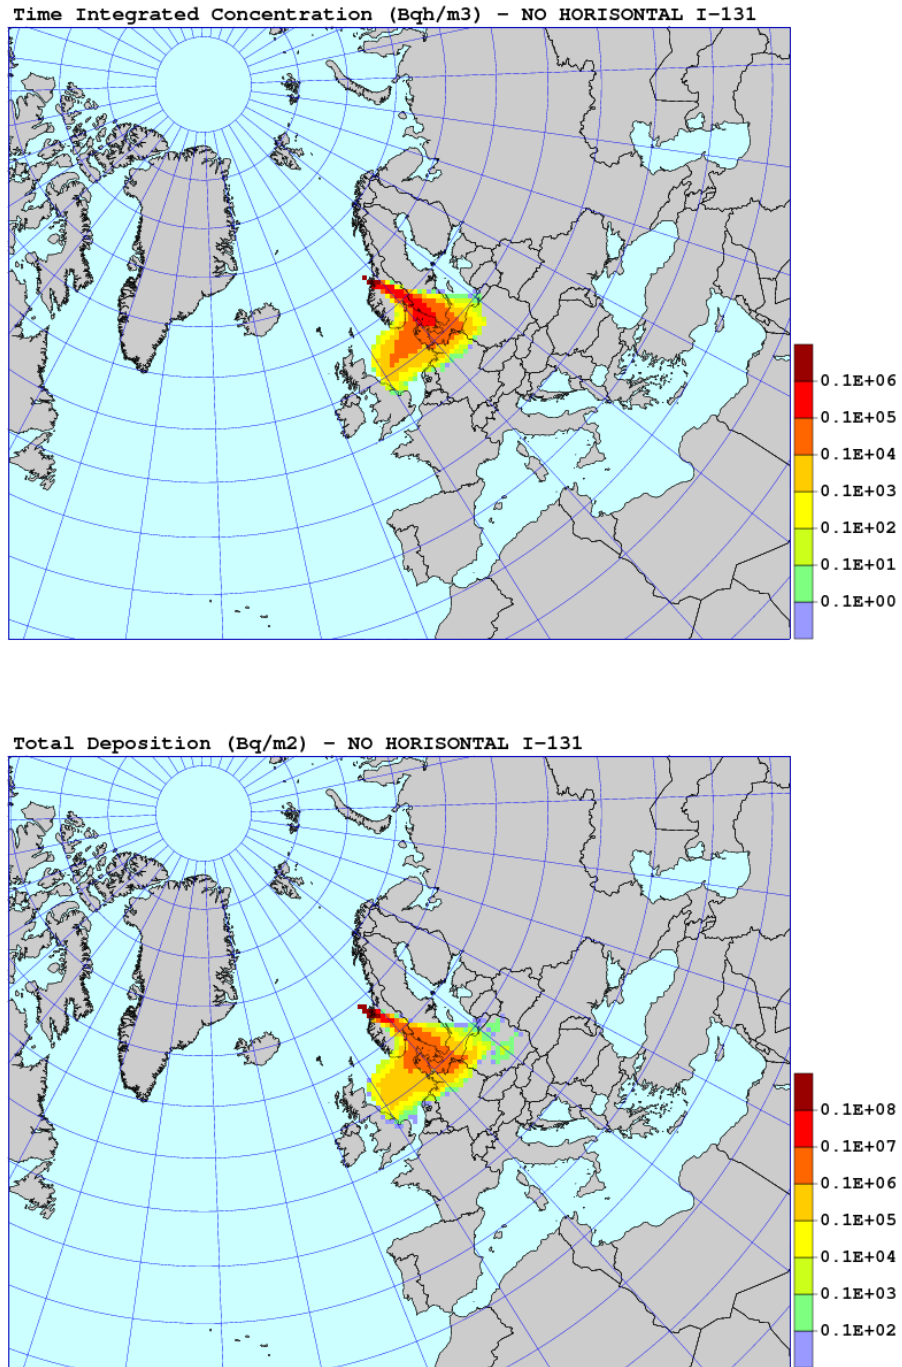 Time Integrated Concentration (Bqh/m3) – NO HORISONTAL I–131
0.1E+06
0.1E+05
0.1E+04
0.1E+03
0.1E+02
0.1E+01
0.1E+00
Total Deposition (Bq/m2) – NO HORISONTAL I–131
0.1E+08
0.1E+07
0.1E+06
0.1E+05
0.1E+04
0.1E+03
0.1E+02